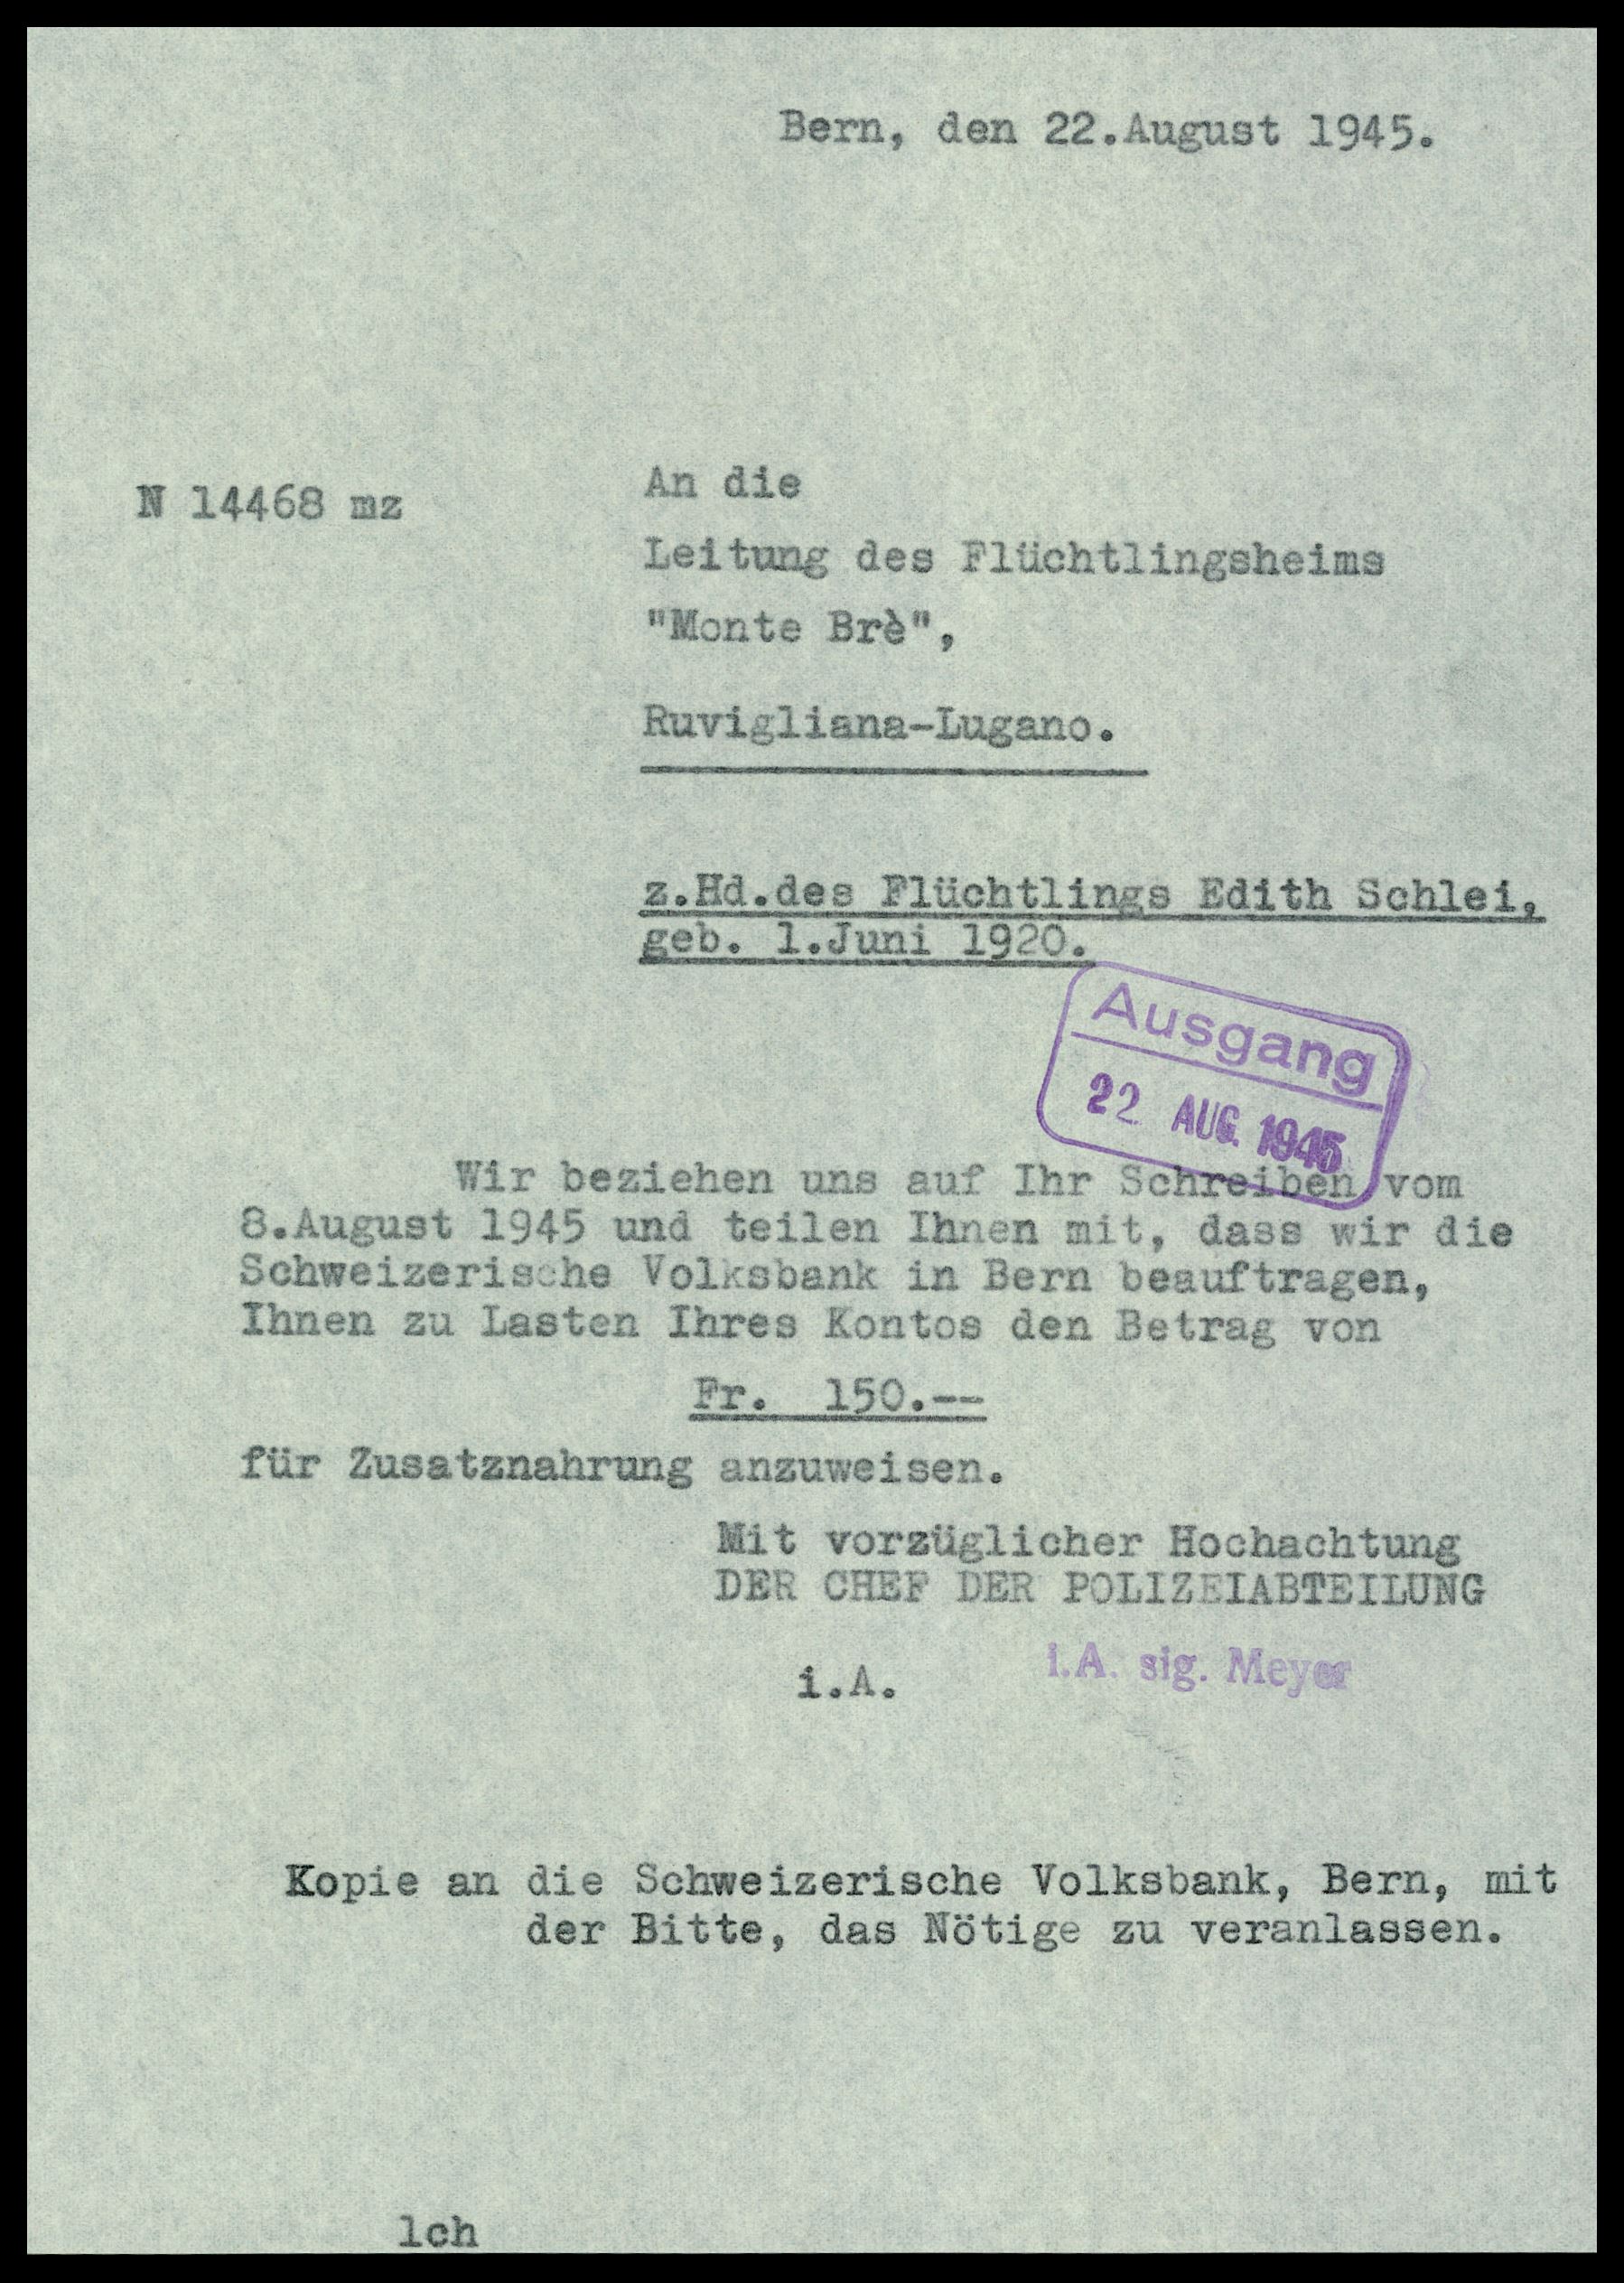 Bern, den 22.August 1945.
N 14468 mz
An die
Leitung des Flüchtlingsheims
"Monte Brè",
Ruvigliana-Lugano.
z.Hd.des Flüchtlings Edith Schlei,
geb. 1.Juni 1920.
Ausgang
22 AUG. 1945
Wir beziehen uns auf Ihr Schreiben vom
8.August 1945 und teilen Ihnen mit, dass wir die
Schweizerische Volksbank in Bern beauftragen,
Ihnen zu Lasten Ihres Kontos den Betrag von
Fr. 150.--
für Zusatznahrung anzuweisen.
Mit vorzüglicher Hochachtung
DER CHEF DER POLIZEIABTEILUNG
i.A. i.A. sig. Meyer
Kopie an die Schweizerische Volksbank, Bern, mit
der Bitte, das Nötige zu veranlassen.
lch